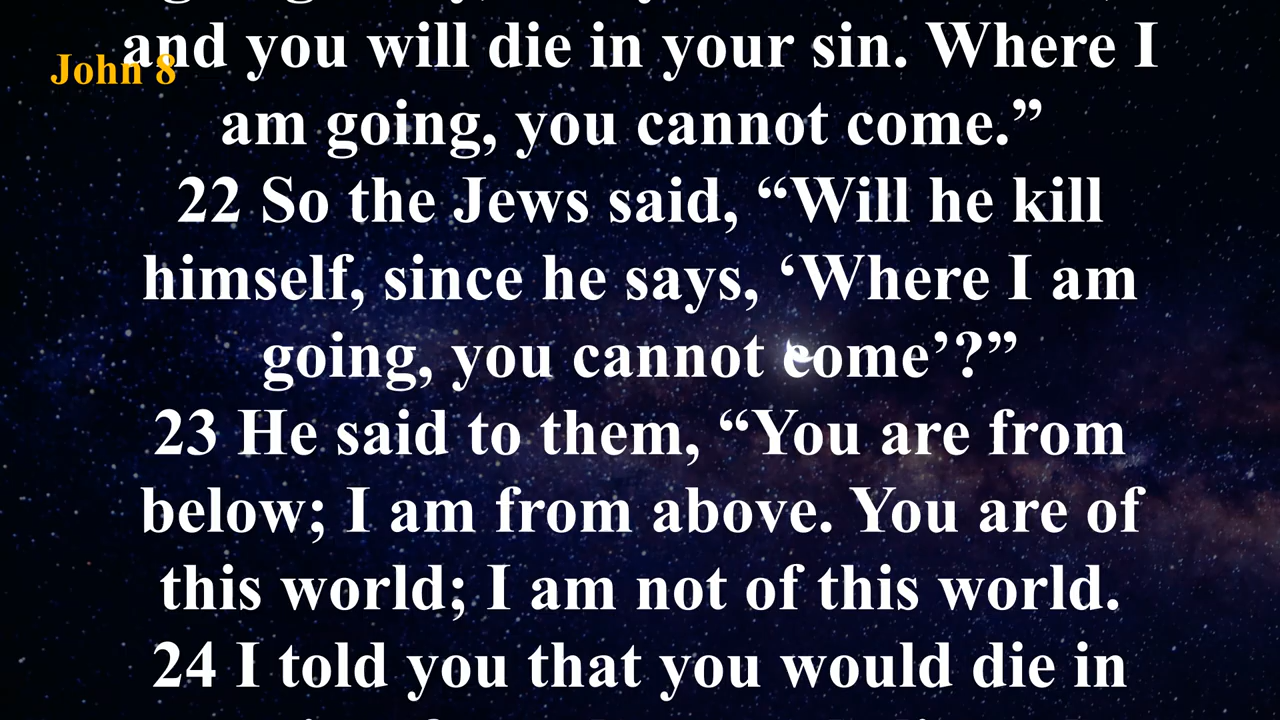 John 8
and you will die in your sin. Where I
am going, you cannot come.”
22 So the Jews said, “Will he kill
himself, since he says, ‘Where I am
going, you cannot come’?”
23 He said to them, “You are from
below; I am from above. You are of
this world; I am not of this world.
24 I told you that you would die in